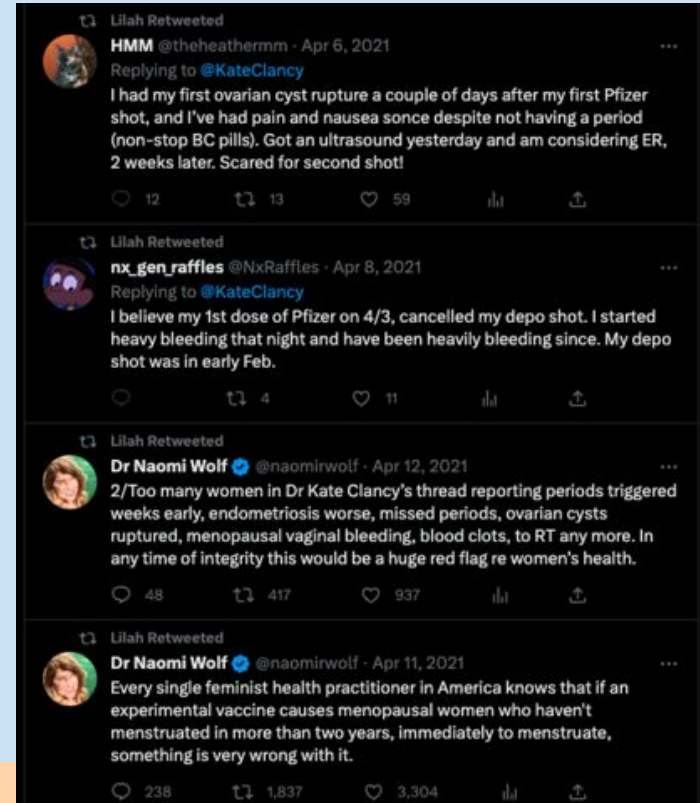 Lilah Retweeted
HMM @theheathermm · Apr 6, 2021
Replying to @KateClancy
I had my first ovarian cyst rupture a couple of days after my first Pfizer
shot, and I've had pain and nausea sonce despite not having a period
(non-stop BC pills). Got an ultrasound yesterday and am considering ER,
2 weeks later. Scared for second shot!
12 13 59
Lilah Retweeted
nx_gen_raffles @NxRaffles · Apr 8, 2021
Replying to @KateClancy
I believe my 1st dose of Pfizer on 4/3, cancelled my depo shot. I started
heavy bleeding that night and have been heavily bleeding since. My depo
shot was in early Feb.
4 11
Lilah Retweeted
Dr Naomi Wolf @naomirwolf · Apr 12, 2021
2/Too many women in Dr Kate Clancy's thread reporting periods triggered
weeks early, endometriosis worse, missed periods, ovarian cysts
ruptured, menopausal vaginal bleeding, blood clots, to RT any more. In
any time of integrity this would be a huge red flag re women's health.
48 417 937
Lilah Retweeted
Dr Naomi Wolf @naomirwolf · Apr 11, 2021
Every single feminist health practitioner in America knows that if an
experimental vaccine causes menopausal women who haven't
menstruated in more than two years, immediately to menstruate,
something is very wrong with it.
238 1,837 3,304